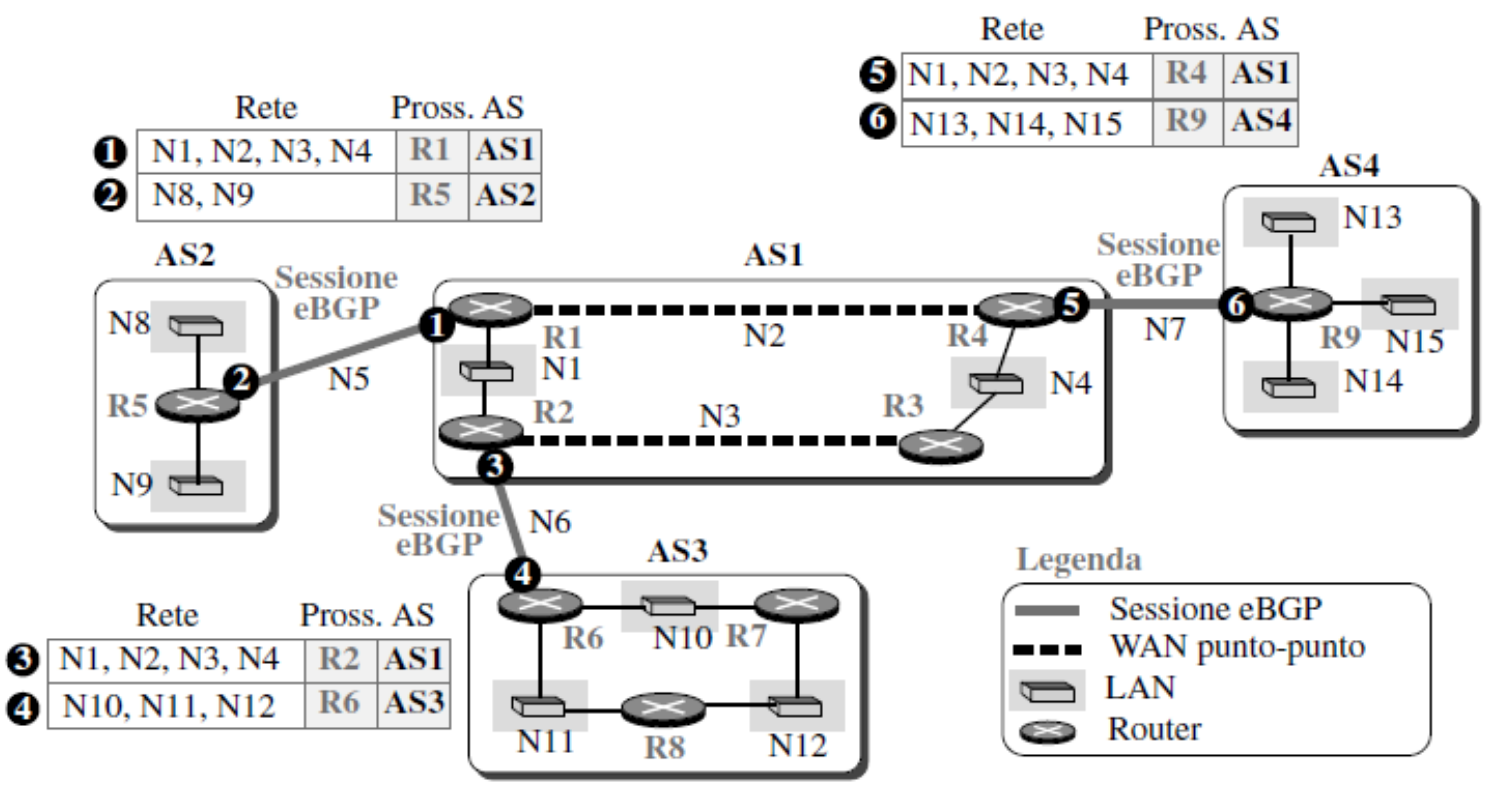 Rete Pross. AS
5 N1, N2, N3, N4 R4 AS1
6 N13, N14, N15 R9 AS4
Rete Pross. AS
1 N1, N2, N3, N4 R1 AS1
2 N8, N9 R5 AS2
AS2
N8
R5
N9
2
Sessione
eBGP
N5
AS1
1
R1
N1
R2
3
N2
N3
R4
5
N4
R3
Sessione
eBGP
N7
AS4
6
N13
R9
N15
N14
Sessione
eBGP
N6
AS3
4
R6
N10
R7
N11
R8
N12
Rete Pross. AS
3 N1, N2, N3, N4 R2 AS1
4 N10, N11, N12 R6 AS3
Legenda
Sessione eBGP
WAN punto-punto
LAN
Router